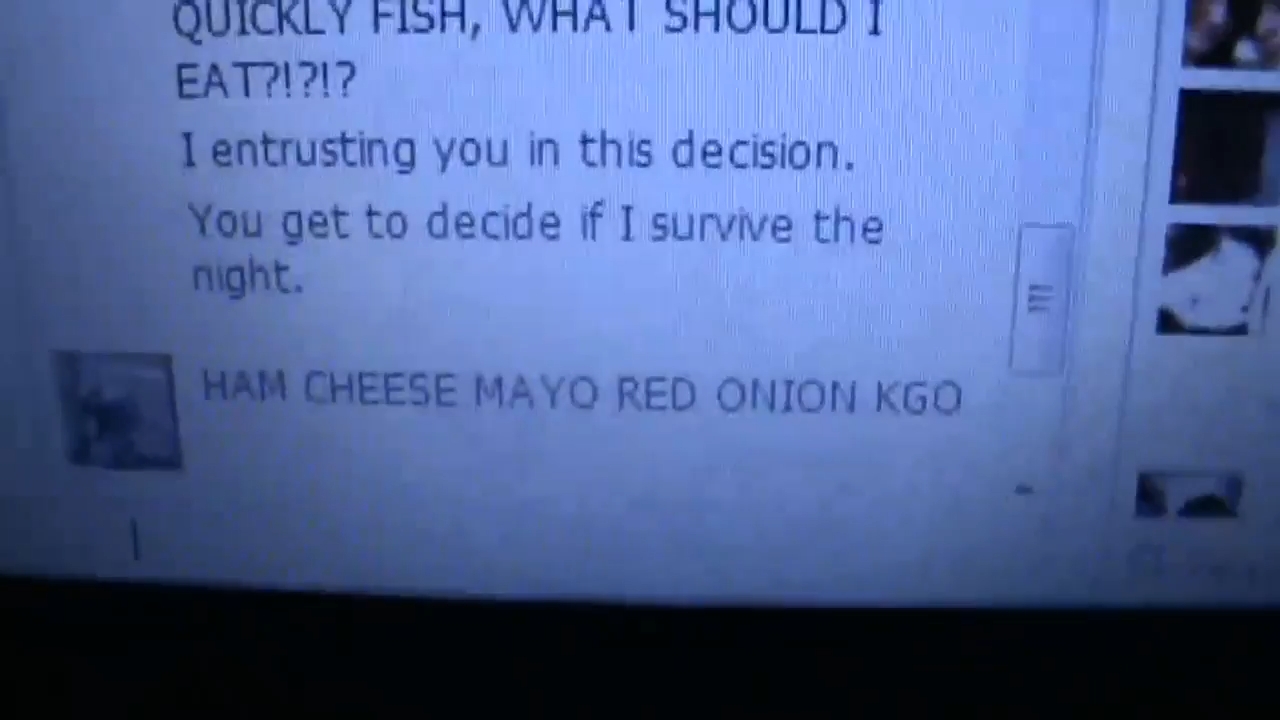 QUICKLY FISH, WHAT SHOULD I
EAT?!?!?
I entrusting you in this decision.
You get to decide if I survive the
night.
HAM CHEESE MAYO RED ONION KGO